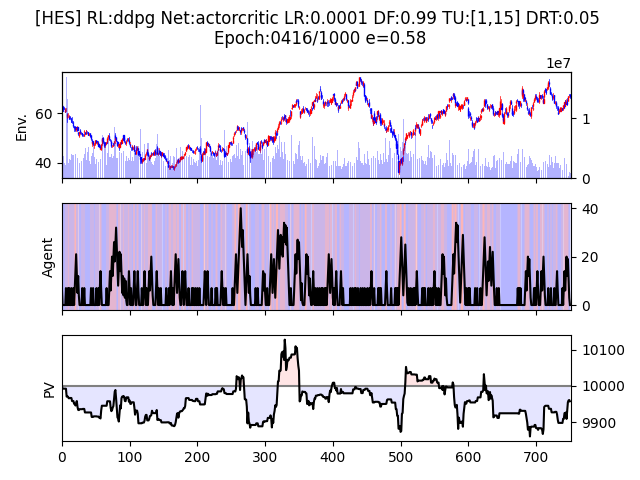 [HES] RL:ddpg Net:actorcritic LR:0.0001 DF:0.99 TU:[1,15] DRT:0.05
Epoch:0416/1000 e=0.58
1e7
Env.
60
40
1
0
Agent
40
20
0
PV
10100
10000
9900
0 100 200 300 400 500 600 700